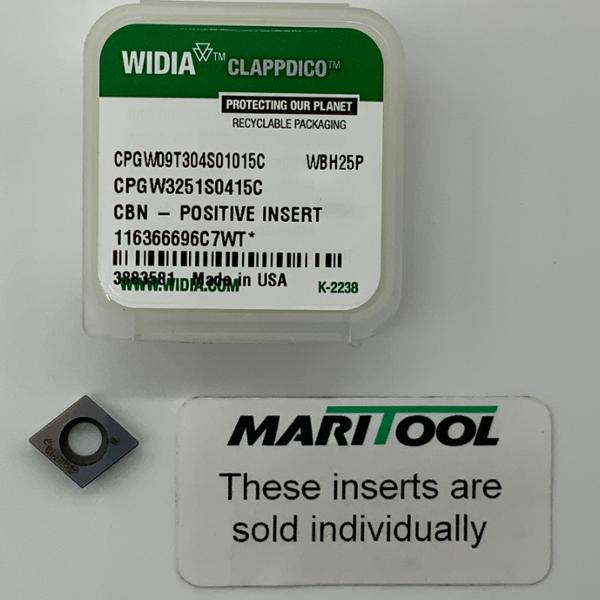 WIDIA™ CLAPPDICO™
PROTECTING OUR PLANET
RECYCLABLE PACKAGING
CPGW09T304S01015C WBH25P
CPGW3251S0415C
CBN – POSITIVE INSERT
116366696C7WT*
3883581 Made in USA
WWW.WIDIA.COM K-2238
MARITOOL
These inserts are
sold individually